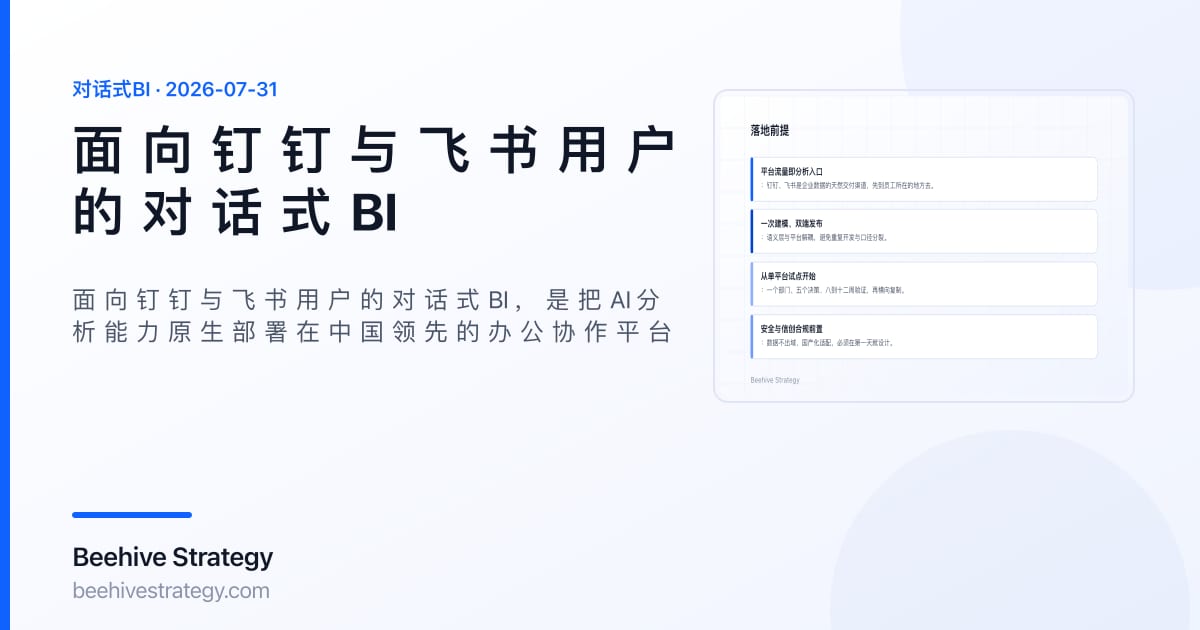 对话式BI · 2026-07-31
面向钉钉与飞书用户
的对话式 BI
面向钉钉与飞书用户的对话式BI，是把AI分
析能力原生部署在中国领先的办公协作平台
Beehive Strategy
beehivestrategy.com
落地前提
平台流量即分析入口
：钉钉、飞书是企业数据的天然交付渠道，先到员工所在的地方去。
一次建模，双端发布
：语义层与平台解耦，避免重复开发与口径分裂。
从单平台试点开始
：一个部门、五个决策、八到十二周验证，再横向复制。
安全与信创合规前置
：数据不出域、国产化适配，必须在第一天就设计。
Beehive Strategy